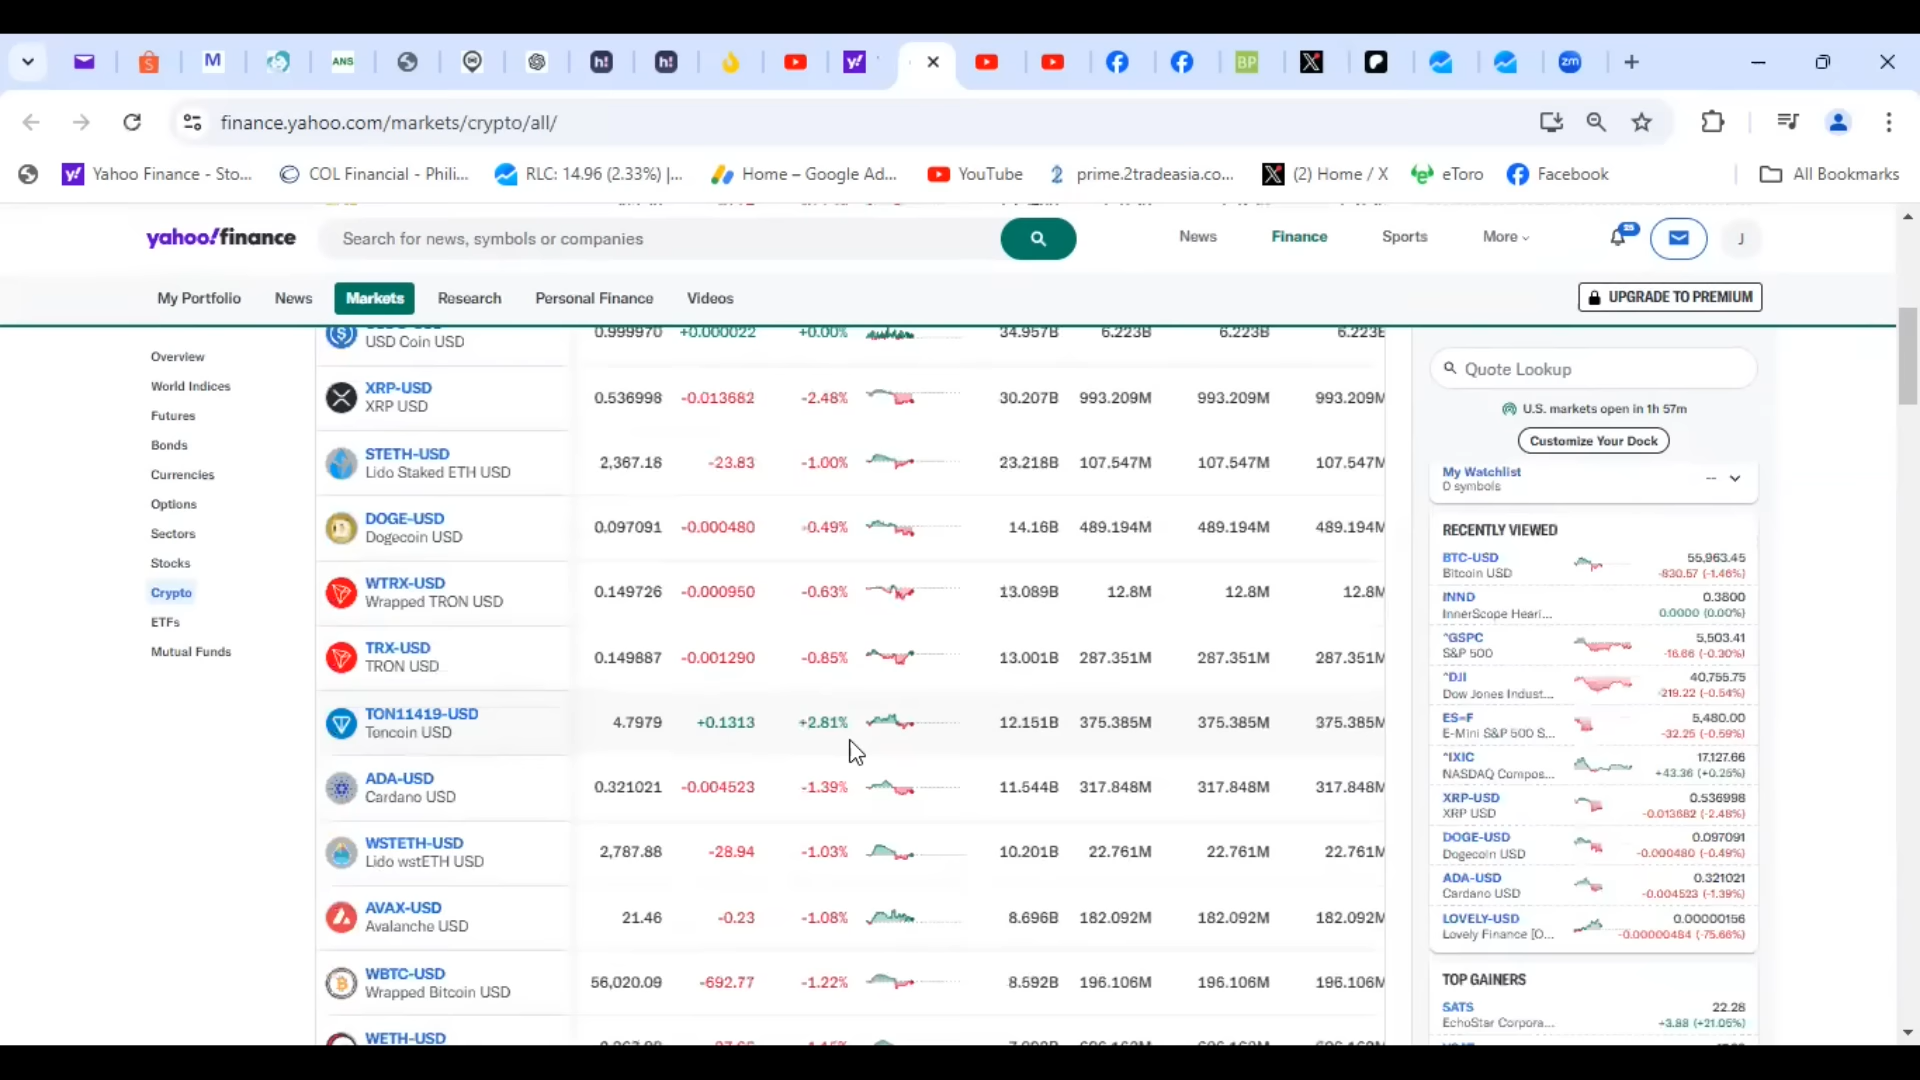 M
ANS
h!
h!
y!
BP
zm
finance.yahoo.com/markets/crypto/all/
Yahoo Finance - Sto...
COL Financial - Phili...
RLC: 14.96 (2.33%) |...
Home – Google Ad...
YouTube
prime.2tradeasia.co...
(2) Home / X
eToro
Facebook
All Bookmarks
yahoo!finance
Search for news, symbols or companies
News
Finance
Sports
More
25
J
My Portfolio
News
Markets
Research
Personal Finance
Videos
UPGRADE TO PREMIUM
Overview
World Indices
Futures
Bonds
Currencies
Options
Sectors
Stocks
Crypto
ETFs
Mutual Funds
USD Coin USD 0.999970 +0.000022 +0.00% 34.957B 6.223B 6.223B 6.223B
XRP-USD
XRP USD 0.536998 -0.013682 -2.48% 30.207B 993.209M 993.209M 993.209M
STETH-USD
Lido Staked ETH USD 2,367.18 -23.83 -1.00% 23.218B 107.547M 107.547M 107.547M
DOGE-USD
Dogecoin USD 0.097091 -0.000480 -0.49% 14.16B 489.194M 489.194M 489.194M
WTRX-USD
Wrapped TRON USD 0.149726 -0.000950 -0.63% 13.089B 12.8M 12.8M 12.8M
TRX-USD
TRON USD 0.149887 -0.001290 -0.85% 13.001B 287.351M 287.351M 287.351M
TON11419-USD
Toncoin USD 4.7979 +0.1313 +2.81% 12.151B 375.385M 375.385M 375.385M
ADA-USD
Cardano USD 0.321021 -0.004523 -1.39% 11.544B 317.848M 317.848M 317.848M
WSTETH-USD
Lido wstETH USD 2,787.88 -28.94 -1.03% 10.201B 22.761M 22.761M 22.761M
AVAX-USD
Avalanche USD 21.46 -0.23 -1.08% 8.696B 182.092M 182.092M 182.092M
WBTC-USD
Wrapped Bitcoin USD 56,020.09 -692.77 -1.22% 8.592B 196.106M 196.106M 196.106M
WETH-USD
Quote Lookup
U.S. markets open in 1h 57m
Customize Your Dock
My Watchlist
0 symbols --
RECENTLY VIEWED
BTC-USD 55,963.45
Bitcoin USD -830.57 (-1.46%)
INND 0.3800
InnerScope Heari... 0.0000 (0.00%)
^GSPC 5,503.41
S&P 500 -16.66 (-0.30%)
^DJI 40,755.75
Dow Jones Indust... -219.22 (-0.54%)
ES=F 5,480.00
E-Mini S&P 500 S... -32.25 (-0.59%)
^IXIC 17,127.66
NASDAQ Compos... +43.36 (+0.25%)
XRP-USD 0.536998
XRP USD -0.013682 (-2.48%)
DOGE-USD 0.097091
Dogecoin USD -0.000480 (-0.49%)
ADA-USD 0.321021
Cardano USD -0.004523 (-1.39%)
LOVELY-USD 0.00000156
Lovely Finance [O... -0.00000484 (-75.66%)
TOP GAINERS
SATS 22.28
EchoStar Corpora... +3.88 (+21.05%)